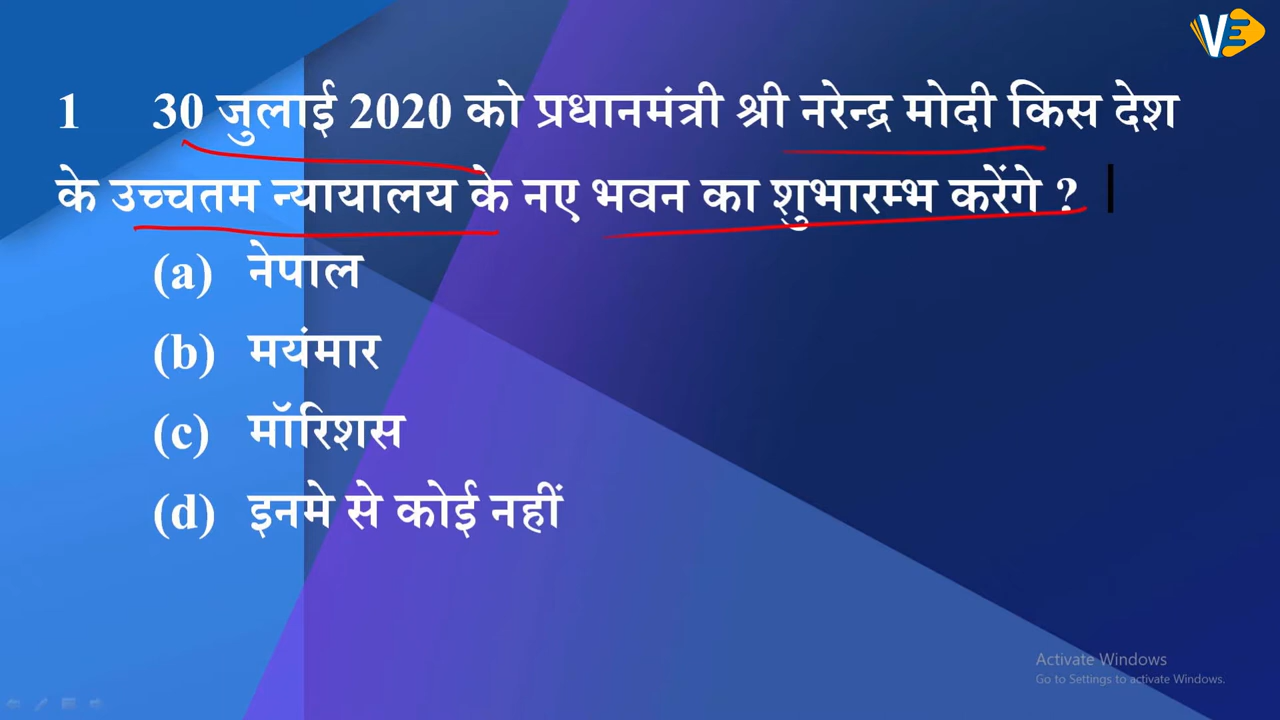 VE
1 30 जुलाई 2020 को प्रधानमंत्री श्री नरेन्द्र मोदी किस देश
के उच्चतम न्यायालय के नए भवन का शुभारम्भ करेंगे ?
(a) नेपाल
(b) मयंमार
(c) मॉरिशस
(d) इनमे से कोई नहीं
Activate Windows
Go to Settings to activate Windows.